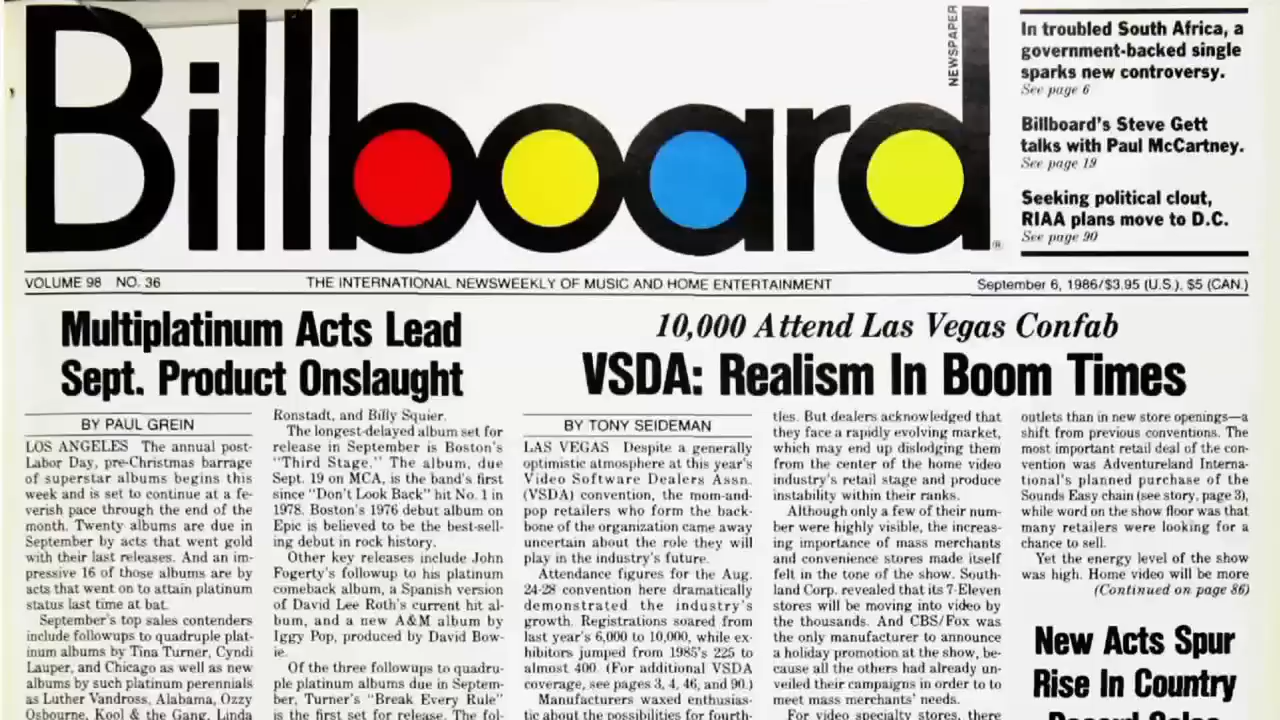 Billboard
NEWSPAPER
®
In troubled South Africa, a
government-backed single
sparks new controversy.
See page 6
Billboard's Steve Gett
talks with Paul McCartney.
See page 19
Seeking political clout,
RIAA plans move to D.C.
See page 90
VOLUME 98 NO. 36
THE INTERNATIONAL NEWSWEEKLY OF MUSIC AND HOME ENTERTAINMENT
September 6, 1986/$3.95 (U.S.), $5 (CAN.)
Multiplatinum Acts Lead
Sept. Product Onslaught
BY PAUL GREIN
LOS ANGELES The annual post-
Labor Day, pre-Christmas barrage
of superstar albums begins this
week and is set to continue at a fe-
verish pace through the end of the
month. Twenty albums are due in
September by acts that went gold
with their last releases. And an im-
pressive 16 of those albums are by
acts that went on to attain platinum
status last time at bat.
September's top sales contenders
include followups to quadruple plat-
inum albums by Tina Turner, Cyndi
Lauper, and Chicago as well as new
albums by such platinum perennials
as Luther Vandross, Alabama, Ozzy
Osbourne, Kool & the Gang, Linda
Ronstadt, and Billy Squier.
The longest-delayed album set for
release in September is Boston's
"Third Stage." The album, due
Sept. 19 on MCA, is the band's first
since "Don't Look Back" hit No. 1 in
1978. Boston's 1976 debut album on
Epic is believed to be the best-sell-
ing debut in rock history.
Other key releases include John
Fogerty's followup to his platinum
comeback album, a Spanish version
of David Lee Roth's current hit al-
bum, and a new A&M album by
Iggy Pop, produced by David Bow-
ie.
Of the three followups to quadru-
ple platinum albums due in Septem-
ber, Turner's "Break Every Rule"
is the first set for release. The fol-
10,000 Attend Las Vegas Confab
VSDA: Realism In Boom Times
BY TONY SEIDEMAN
LAS VEGAS Despite a generally
optimistic atmosphere at this year's
Video Software Dealers Assn.
(VSDA) convention, the mom-and-
pop retailers who form the back-
bone of the organization came away
uncertain about the role they will
play in the industry's future.
Attendance figures for the Aug.
24-28 convention here dramatically
demonstrated the industry's
growth. Registrations soared from
last year's 6,000 to 10,000, while ex-
hibitors jumped from 1985's 225 to
almost 400. (For additional VSDA
coverage, see pages 3, 4, 46, and 90.)
Manufacturers waxed enthusias-
tic about the possibilities for fourth-
ties. But dealers acknowledged that
they face a rapidly evolving market,
which may end up dislodging them
from the center of the home video
industry's retail stage and produce
instability within their ranks.
Although only a few of their num-
ber were highly visible, the increas-
ing importance of mass merchants
and convenience stores made itself
felt in the tone of the show. South-
land Corp. revealed that its 7-Eleven
stores will be moving into video by
the thousands. And CBS/Fox was
the only manufacturer to announce
a holiday promotion at the show, be-
cause all the others had already un-
veiled their campaigns in order to to
meet mass merchants' needs.
For video specialty stores, there
outlets than in new store openings—a
shift from previous conventions. The
most important retail deal of the con-
vention was Adventureland Interna-
tional's planned purchase of the
Sounds Easy chain (see story, page 3),
while word on the show floor was that
many retailers were looking for a
chance to sell.
Yet the energy level of the show
was high. Home video will be more
(Continued on page 86)
New Acts Spur
Rise In Country
Record Sales